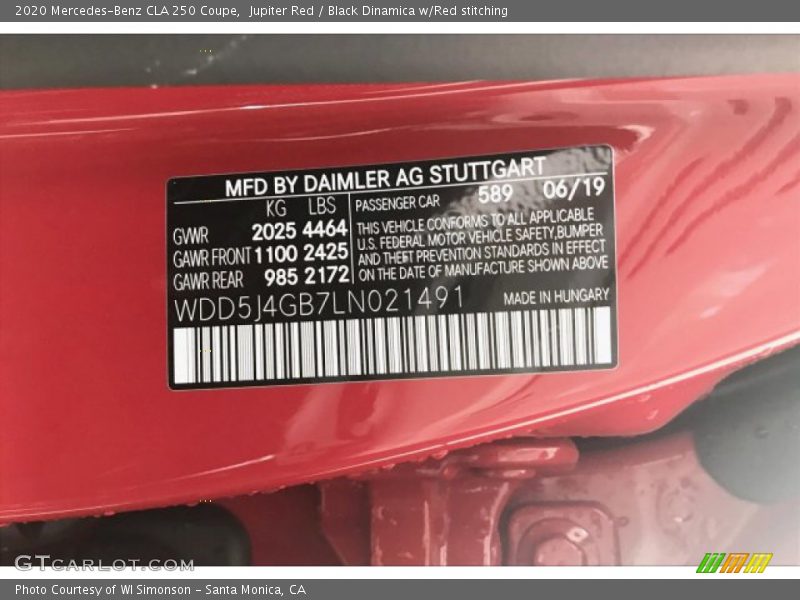 2020 Mercedes-Benz CLA 250 Coupe,  Jupiter Red / Black Dinamica w/Red stitching
MFD BY DAIMLER AG STUTTGART
KG LBS
GVWR 2025 4464
GAWR FRONT 1100 2425
GAWR REAR 985 2172
PASSENGER CAR 589 06/19
THIS VEHICLE CONFORMS TO ALL APPLICABLE
U.S. FEDERAL MOTOR VEHICLE SAFETY, BUMPER
AND THEFT PREVENTION STANDARDS IN EFFECT
ON THE DATE OF MANUFACTURE SHOWN ABOVE
WDD5J4GB7LN021491 MADE IN HUNGARY
GTCARLOT.COM
Photo Courtesy of WI Simonson - Santa Monica, CA